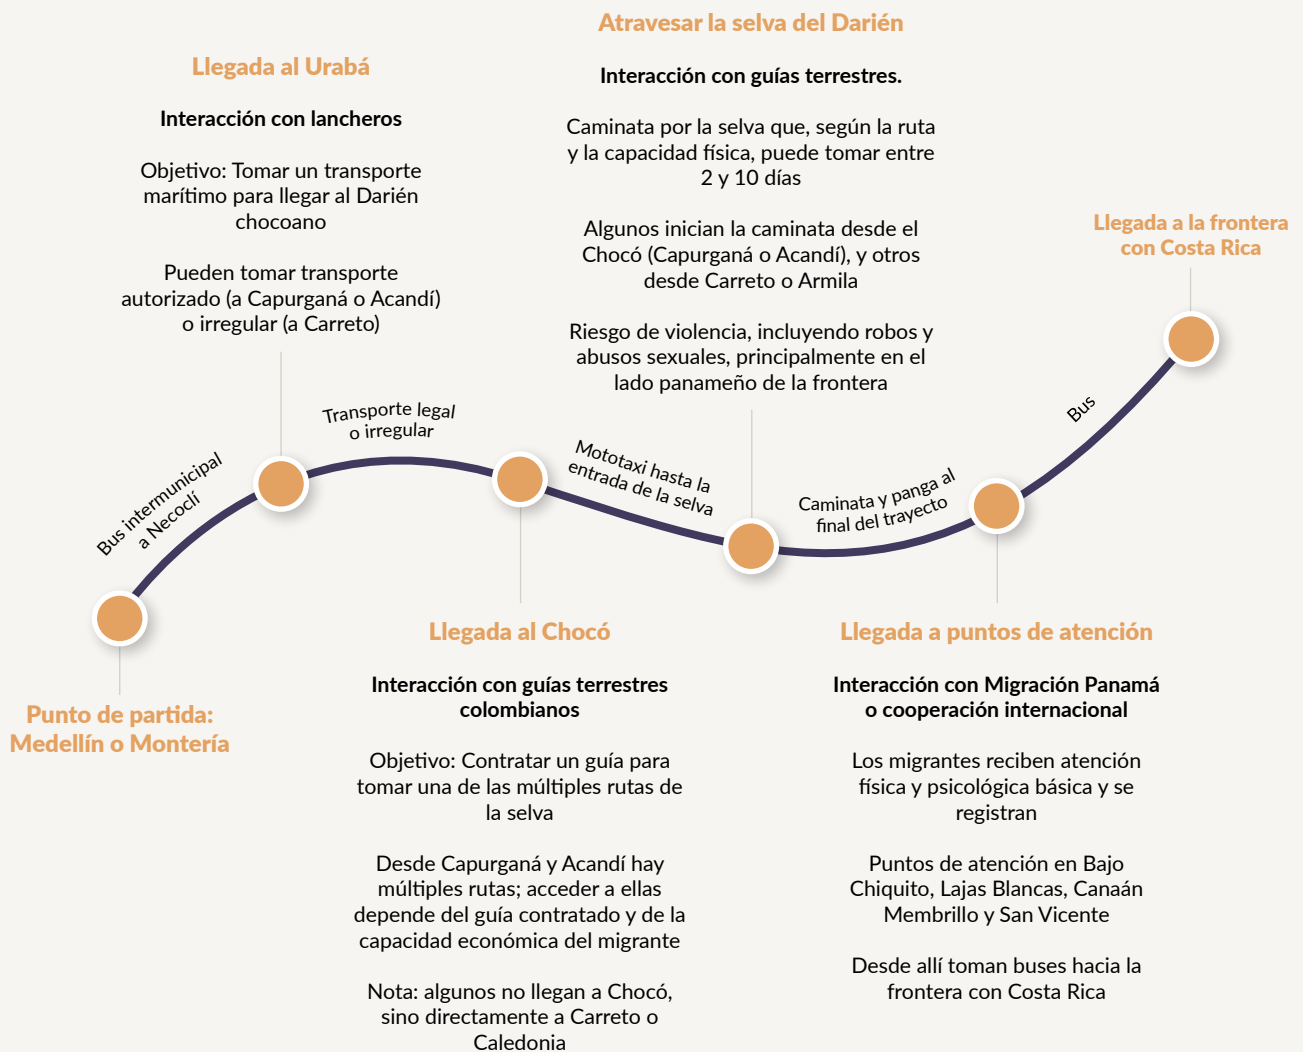 Punto de partida:
Medellín o Montería
Bus intermunicipal
a Necoclí
Llegada al Urabá
Interacción con lancheros
Objetivo: Tomar un transporte
marítimo para llegar al Darién
chocoano
Pueden tomar transporte
autorizado (a Capurganá o Acandí)
o irregular (a Carreto)
Transporte legal
o irregular
Llegada al Chocó
Interacción con guías terrestres
colombianos
Objetivo: Contratar un guía para
tomar una de las múltiples rutas de
la selva
Desde Capurganá y Acandí hay
múltiples rutas; acceder a ellas
depende del guía contratado y de la
capacidad económica del migrante
Nota: algunos no llegan a Chocó,
sino directamente a Carreto o
Caledonia
Mototaxi hasta la
entrada de la selva
Atravesar la selva del Darién
Interacción con guías terrestres.
Caminata por la selva que, según la ruta
y la capacidad física, puede tomar entre
2 y 10 días
Algunos inician la caminata desde el
Chocó (Capurganá o Acandí), y otros
desde Carreto o Armila
Riesgo de violencia, incluyendo robos y
abusos sexuales, principalmente en el
lado panameño de la frontera
Caminata y panga al
final del trayecto
Llegada a puntos de atención
Interacción con Migración Panamá
o cooperación internacional
Los migrantes reciben atención
física y psicológica básica y se
registran
Puntos de atención en Bajo
Chiquito, Lajas Blancas, Canaán
Membrillo y San Vicente
Desde allí toman buses hacia la
frontera con Costa Rica
Bus
Llegada a la frontera
con Costa Rica